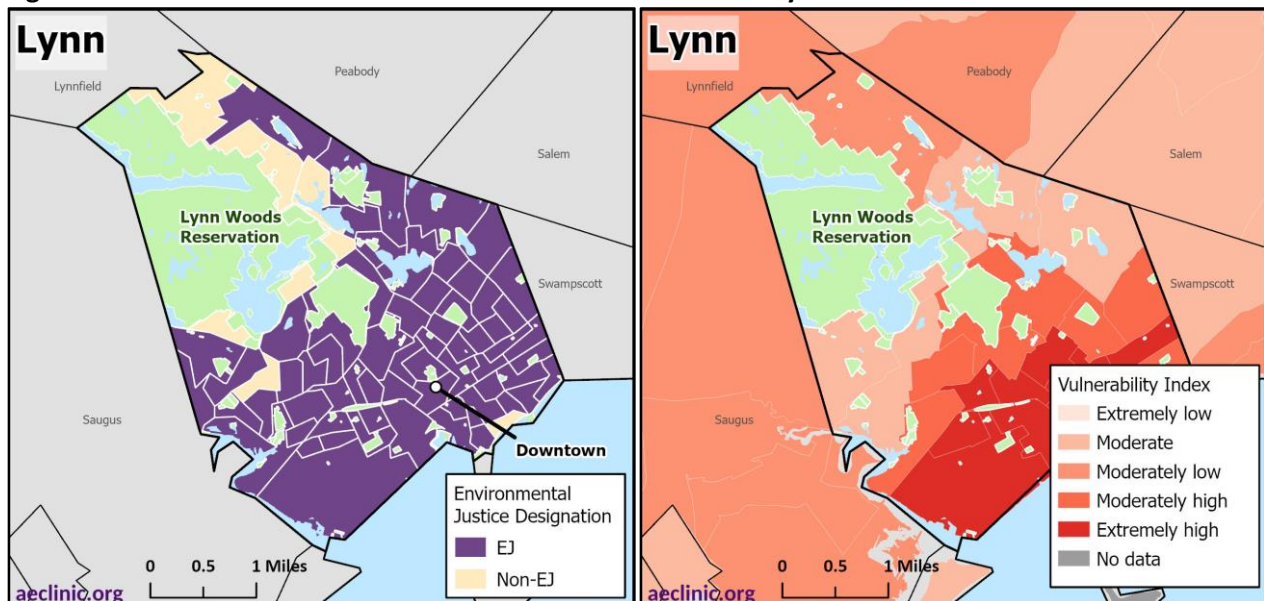 Lynn
Peabody
Lynnfield
Salem
Lynn Woods
Reservation
Swampscott
Saugus
Downtown
Environmental
Justice Designation
EJ
Non-EJ
0 0.5 1 Miles
aeclinic.org
Lynn
Peabody
Lynnfield
Salem
Lynn Woods
Reservation
Swampscott
Saugus
Vulnerability Index
Extremely low
Moderate
Moderately low
Moderately high
Extremely high
No data
0 0.5 1 Miles
aeclinic.org